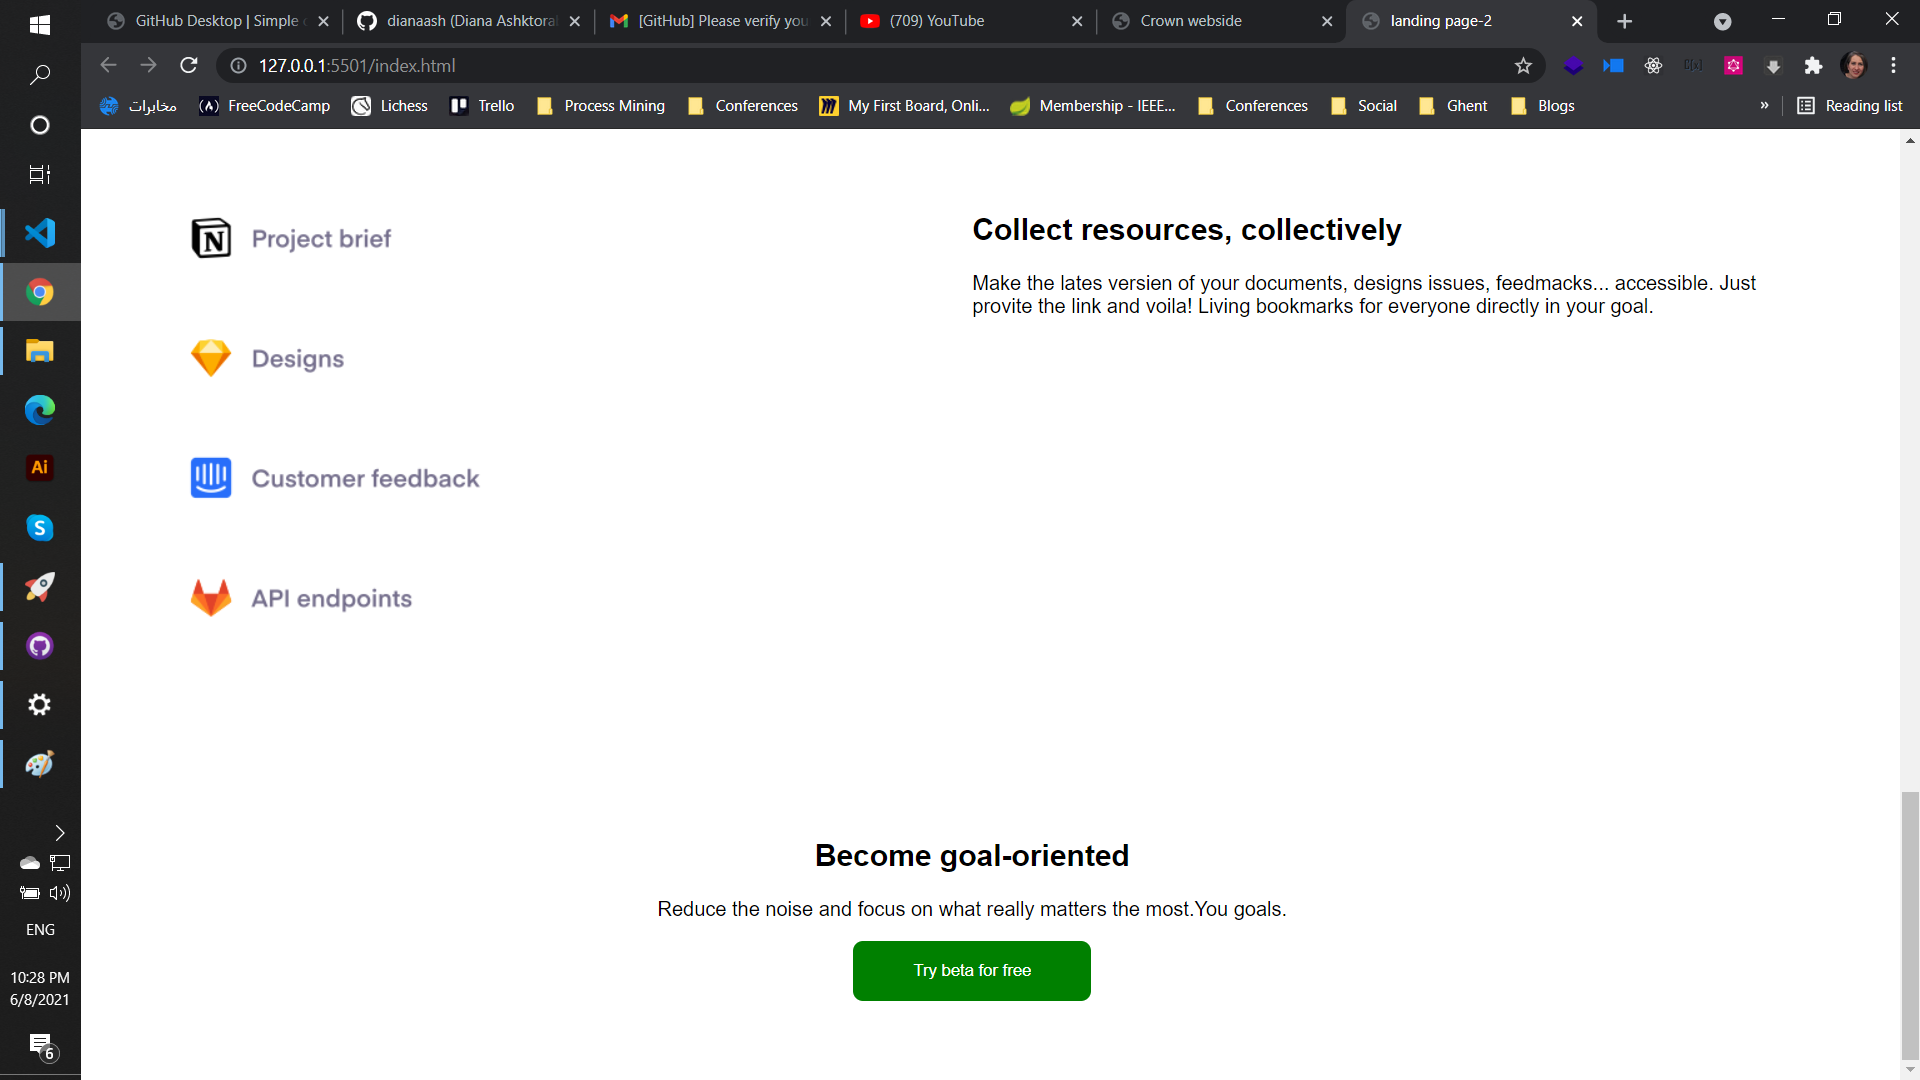 GitHub Desktop | Simple c
dianaash (Diana Ashktoral
[GitHub] Please verify you
(709) YouTube
Crown webside
landing page-2
127.0.0.1:5501/index.html
مخابرات
FreeCodeCamp
Lichess
Trello
Process Mining
Conferences
My First Board, Onli...
Membership - IEEE...
Conferences
Social
Ghent
Blogs
»
Reading list
Project brief
Designs
Customer feedback
API endpoints
Collect resources, collectively
Make the lates versien of your documents, designs issues, feedmacks... accessible. Just
provite the link and voila! Living bookmarks for everyone directly in your goal.
Become goal-oriented
Reduce the noise and focus on what really matters the most.You goals.
Try beta for free
Ai
ENG
10:28 PM
6/8/2021
6